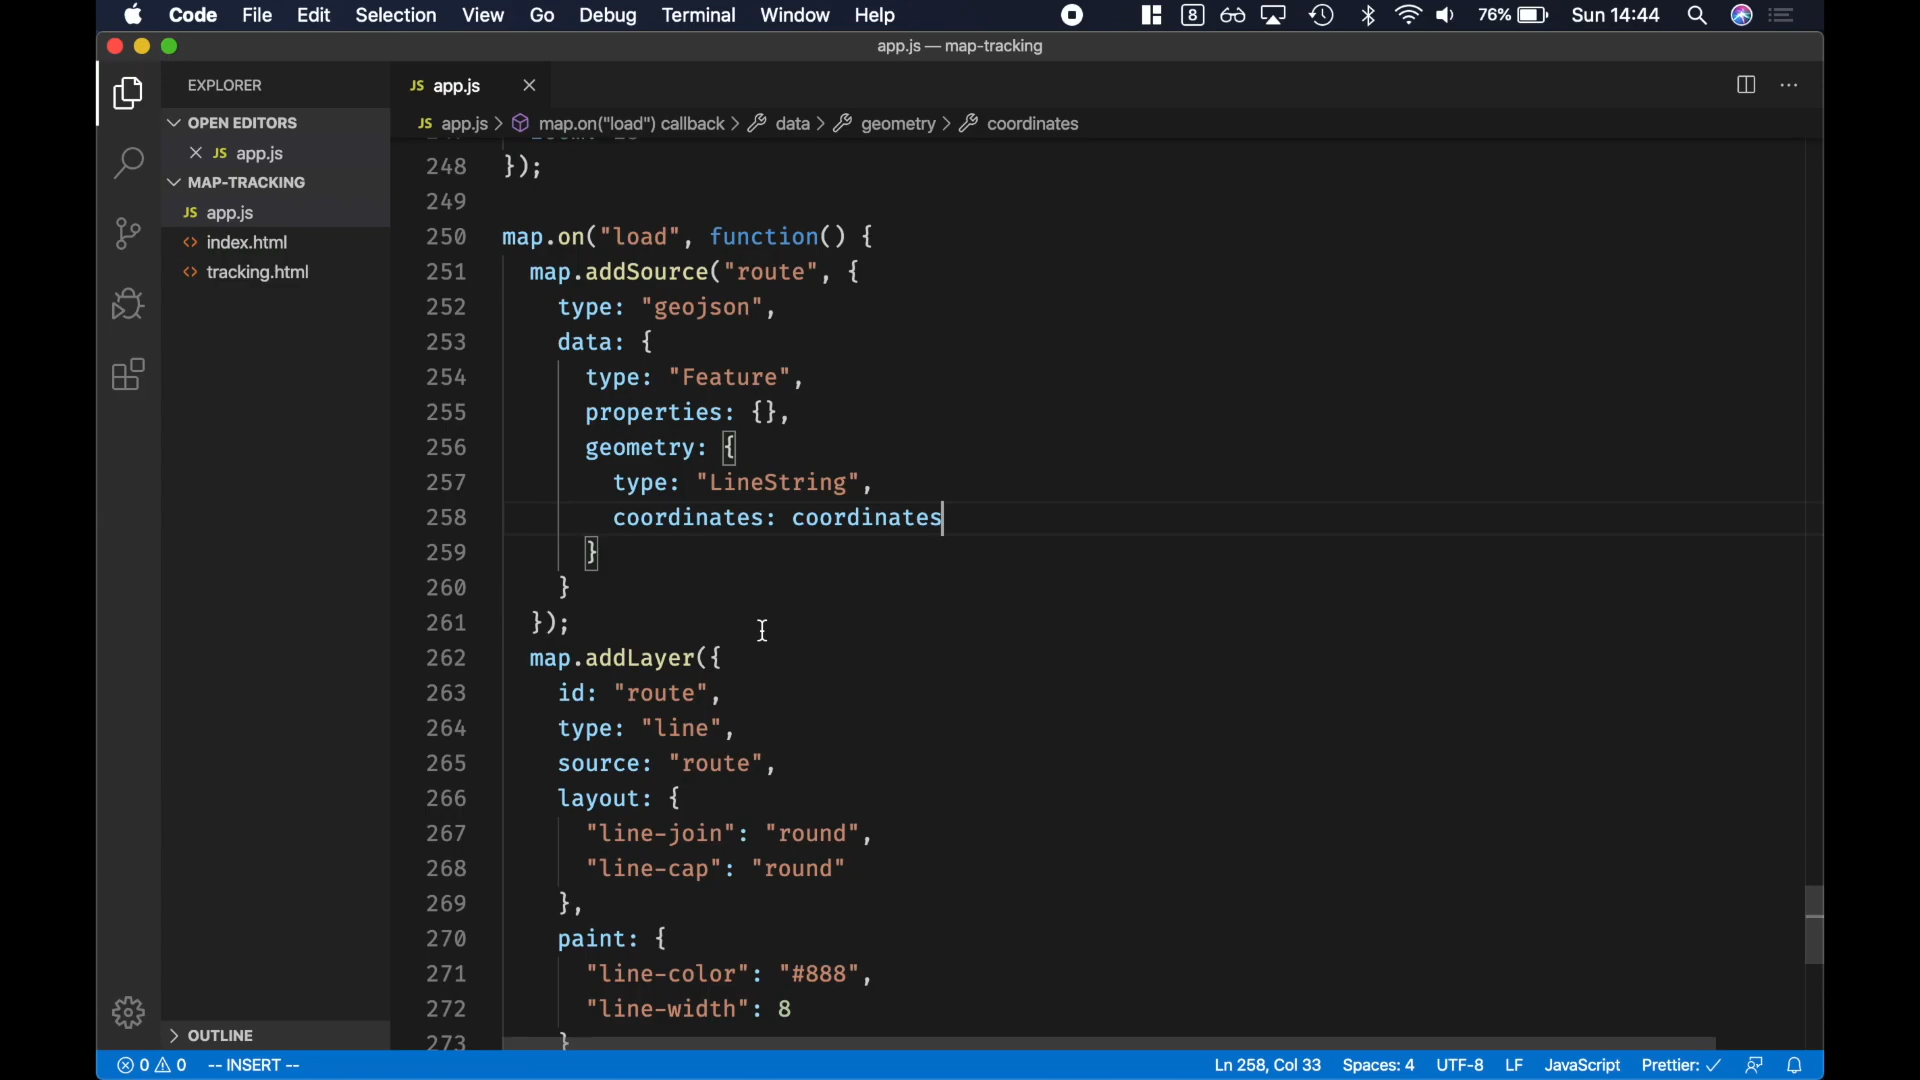 Code File Edit Selection View Go Debug Terminal Window Help 8 76% Sun 14:44
app.js — map-tracking
EXPLORER
OPEN EDITORS
JS app.js
MAP-TRACKING
JS app.js
<> index.html
<> tracking.html
OUTLINE
JS app.js
JS app.js > map.on("load") callback > data > geometry > coordinates
248 });
249
250 map.on("load", function() {
251 map.addSource("route", {
252 type: "geojson",
253 data: {
254 type: "Feature",
255 properties: {},
256 geometry: {
257 type: "LineString",
258 coordinates: coordinates
259 }
260 }
261 });
262 map.addLayer({
263 id: "route",
264 type: "line",
265 source: "route",
266 layout: {
267 "line-join": "round",
268 "line-cap": "round"
269 },
270 paint: {
271 "line-color": "#888",
272 "line-width": 8
273 }
0 0 -- INSERT -- Ln 258, Col 33 Spaces: 4 UTF-8 LF JavaScript Prettier: ✓